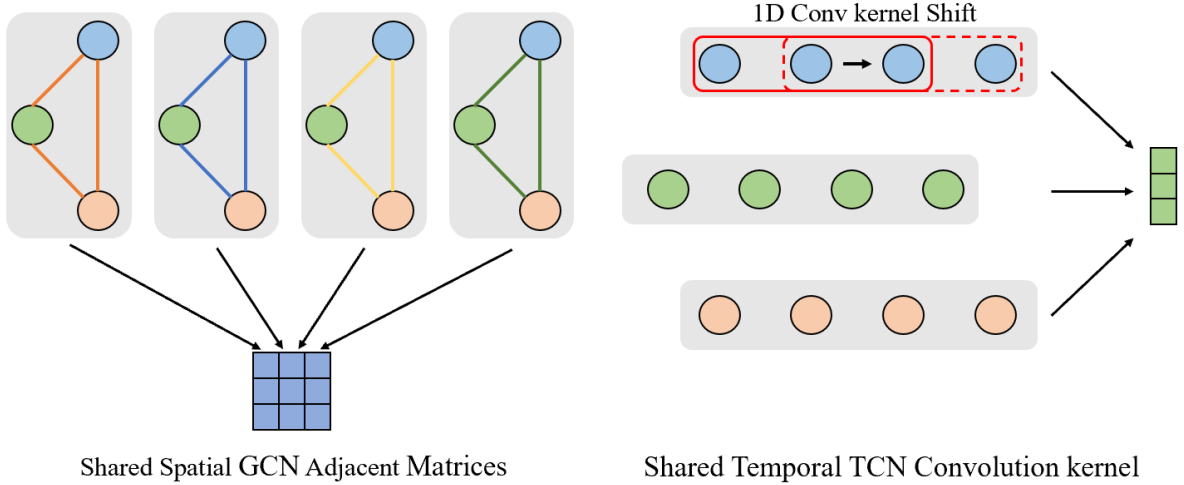 1D Conv kernel Shift
Shared Spatial GCN Adjacent Matrices
Shared Temporal TCN Convolution kernel